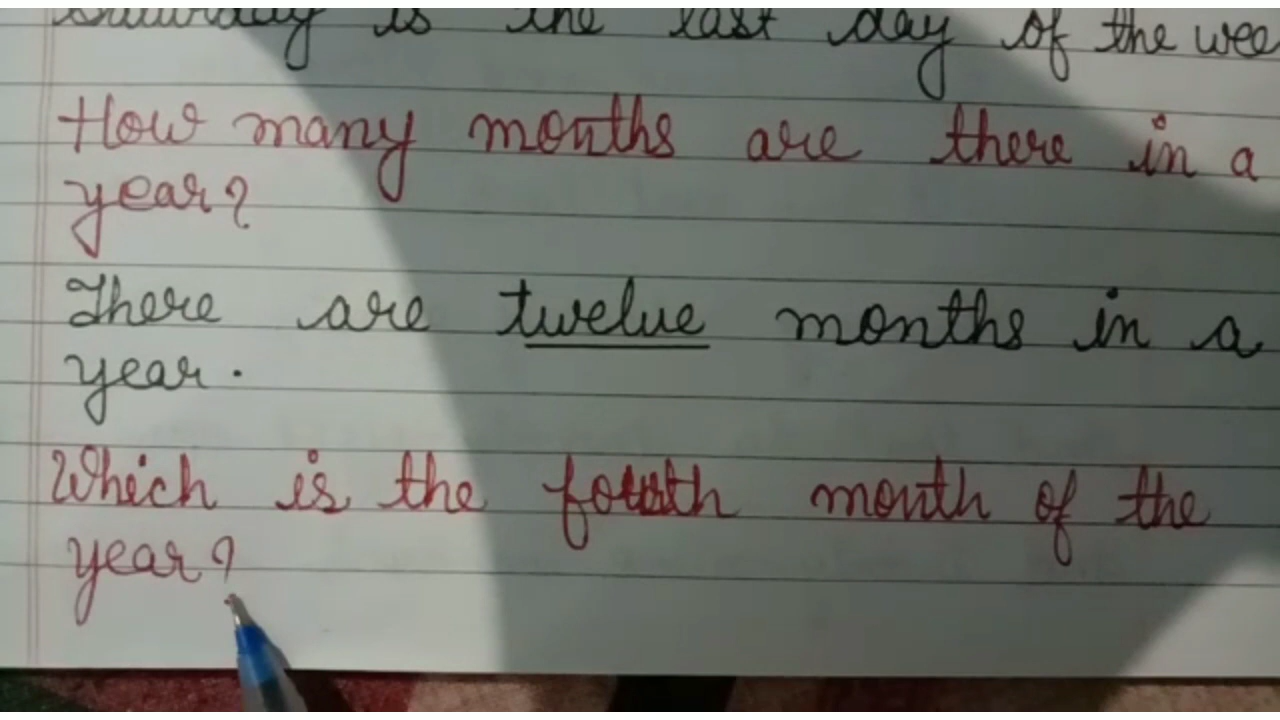 Saturday is the last day of the wee
How many months are there in a
year?
There are twelve months in a
year.
Which is the fourth month of the
year?